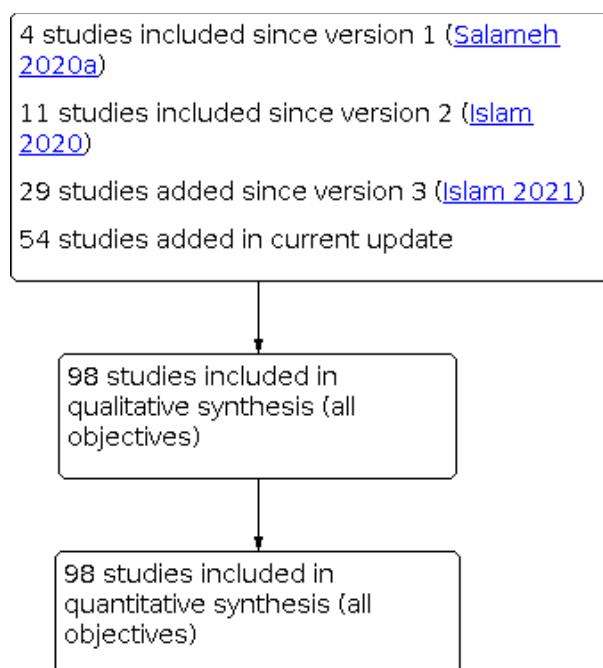 4 studies included since version 1 (Salameh
2020a)
11 studies included since version 2 (Islam
2020)
29 studies added since version 3 (Islam 2021)
54 studies added in current update
98 studies included in
qualitative synthesis (all
objectives)
98 studies included in
quantitative synthesis (all
objectives)